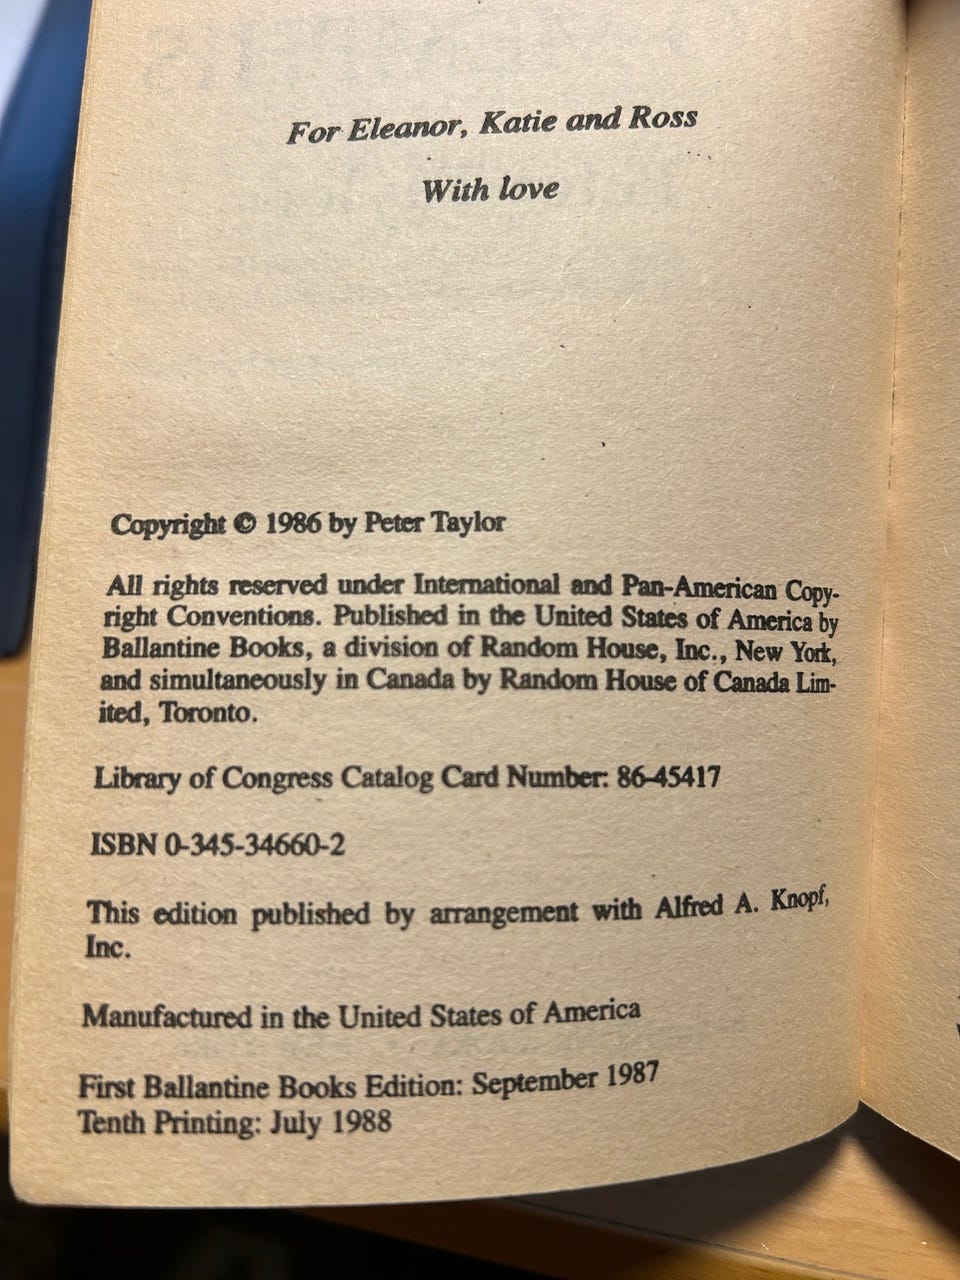 For Eleanor, Katie and Ross
With love
Copyright © 1986 by Peter Taylor
All rights reserved under International and Pan-American Copy-
right Conventions. Published in the United States of America by
Ballantine Books, a division of Random House, Inc., New York,
and simultaneously in Canada by Random House of Canada Lim-
ited, Toronto.
Library of Congress Catalog Card Number: 86-45417
ISBN 0-345-34660-2
This edition published by arrangement with Alfred A. Knopf,
Inc.
Manufactured in the United States of America
First Ballantine Books Edition: September 1987
Tenth Printing: July 1988